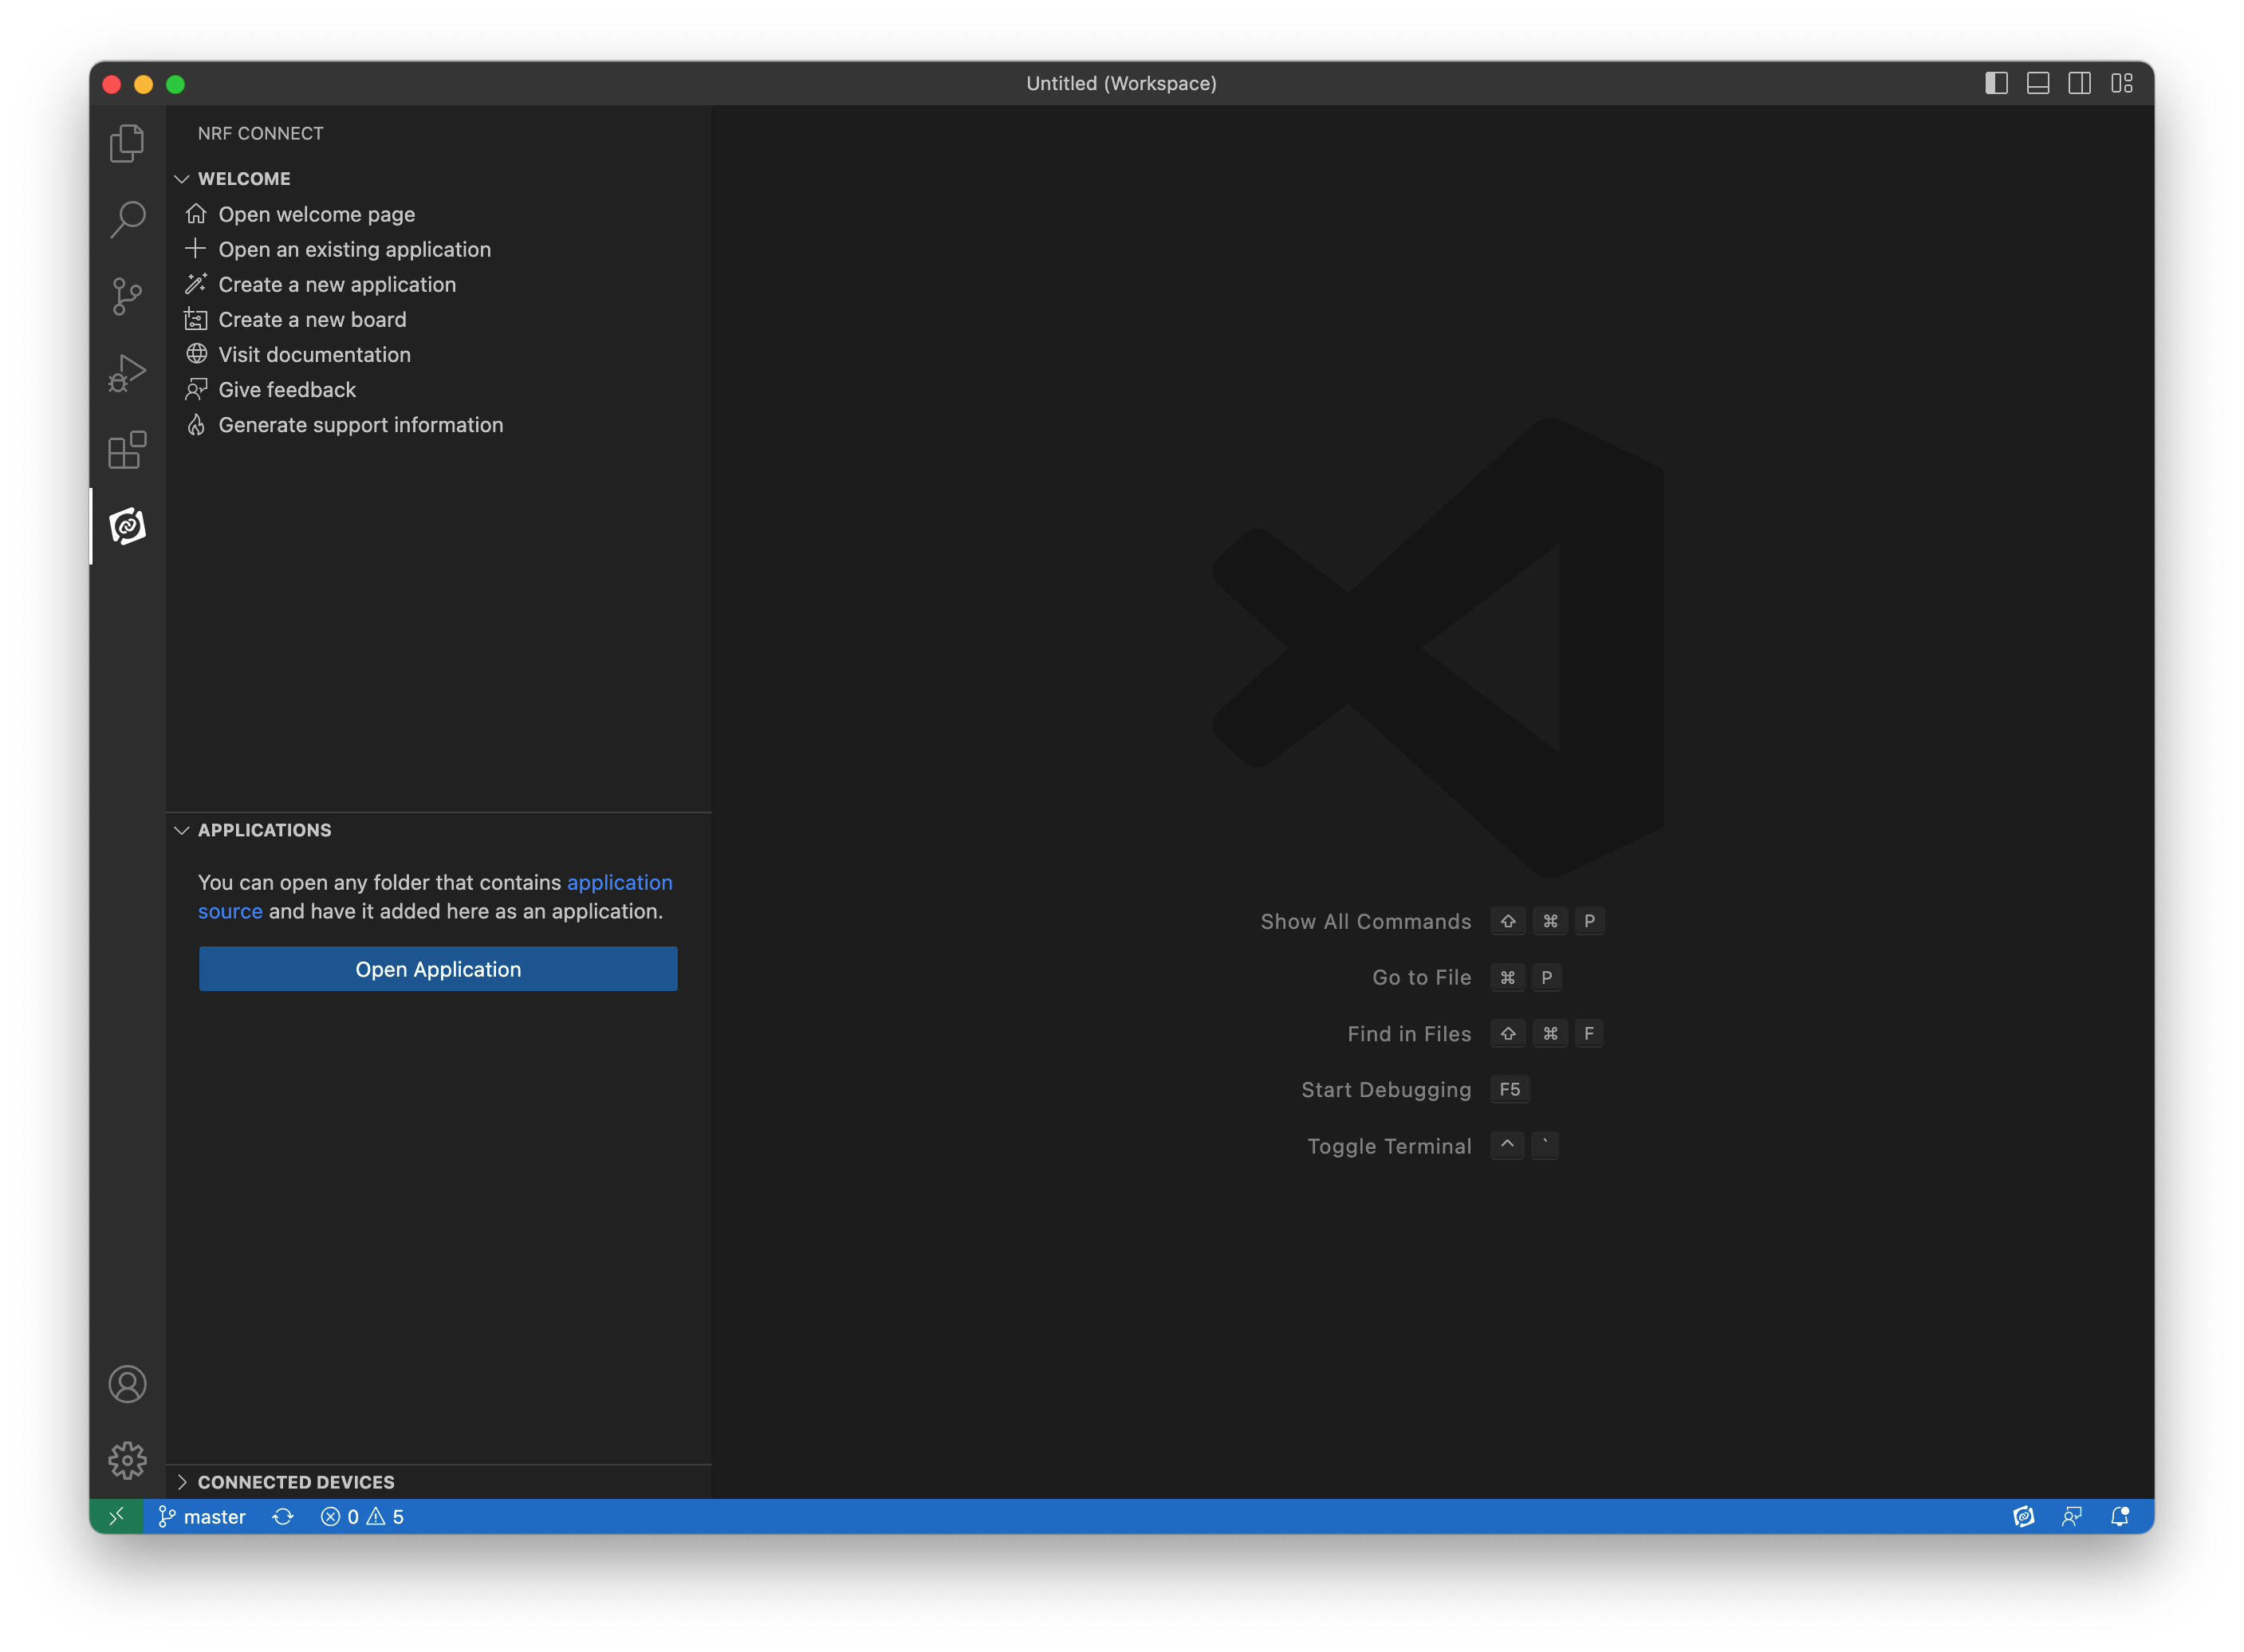 Untitled (Workspace)
NRF CONNECT
WELCOME
Open welcome page
Open an existing application
Create a new application
Create a new board
Visit documentation
Give feedback
Generate support information
APPLICATIONS
You can open any folder that contains application
source and have it added here as an application.
Open Application
CONNECTED DEVICES
Show All Commands ⇧ ⌘ P
Go to File ⌘ P
Find in Files ⇧ ⌘ F
Start Debugging F5
Toggle Terminal ^ `
master 0 5